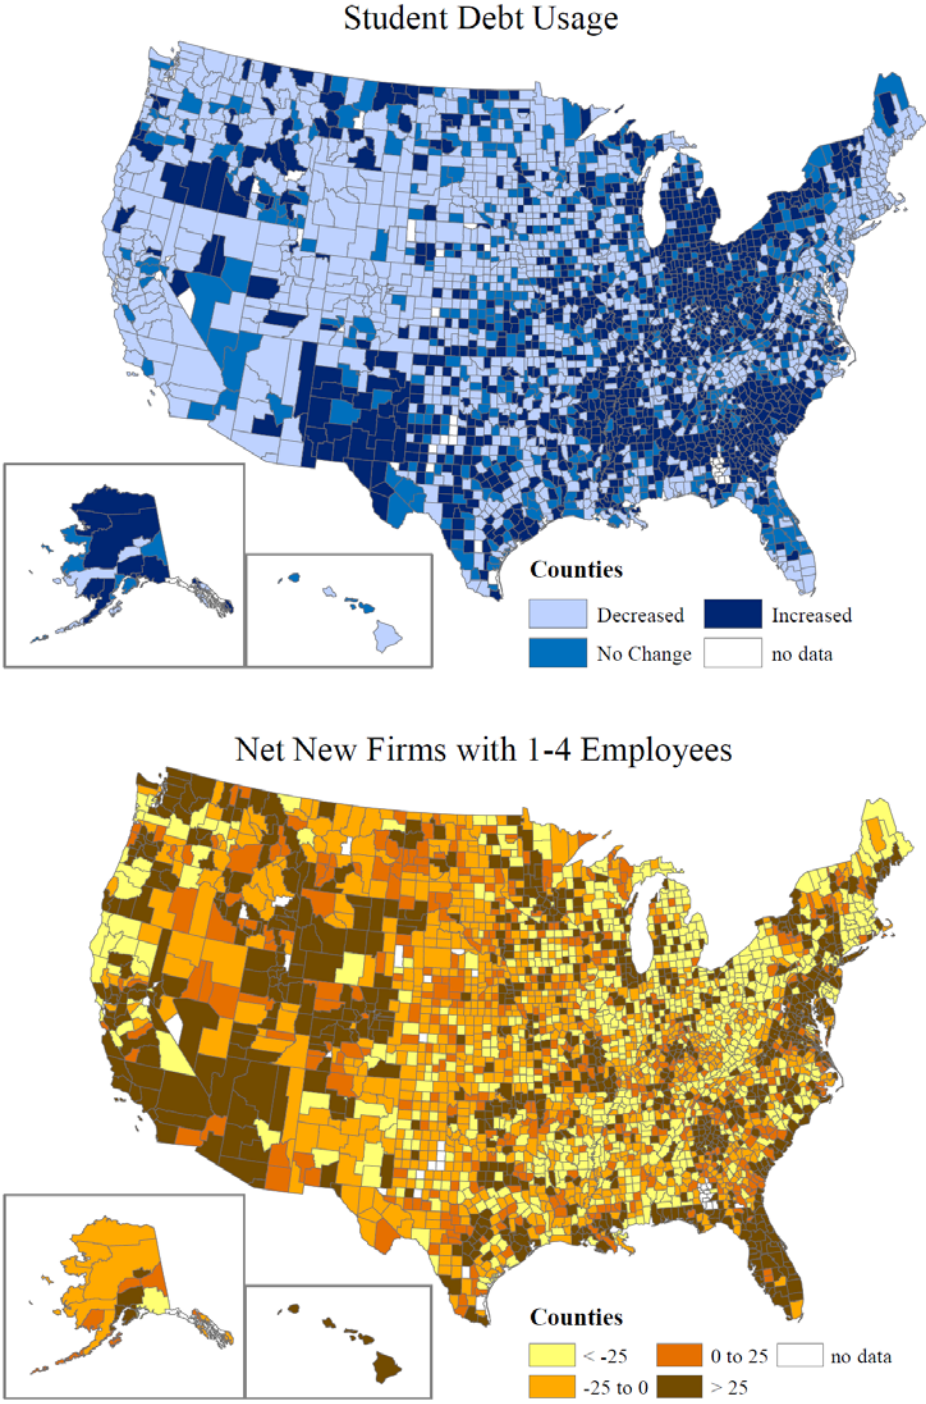 Student Debt Usage
Counties
Decreased Increased
No Change no data
Net New Firms with 1-4 Employees
Counties
< -25 0 to 25 no data
-25 to 0 > 25